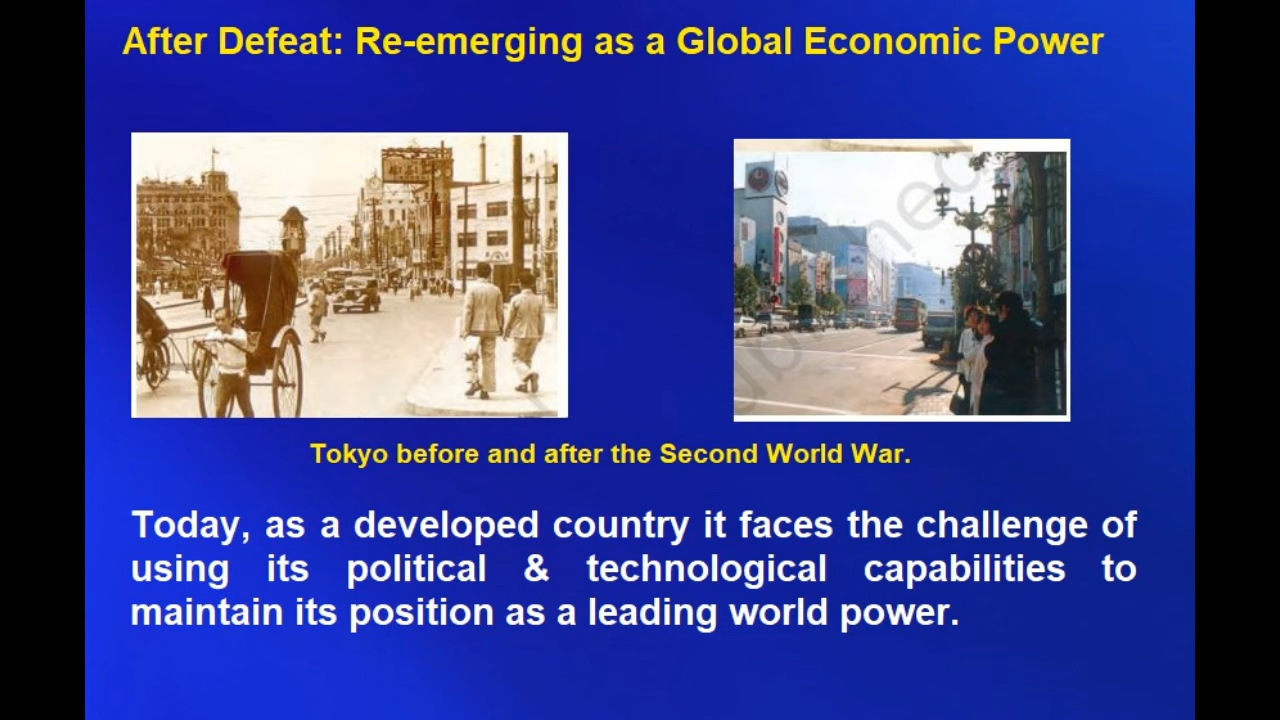 After Defeat: Re-emerging as a Global Economic Power
Tokyo before and after the Second World War.
Today, as a developed country it faces the challenge of
using its political & technological capabilities to
maintain its position as a leading world power.